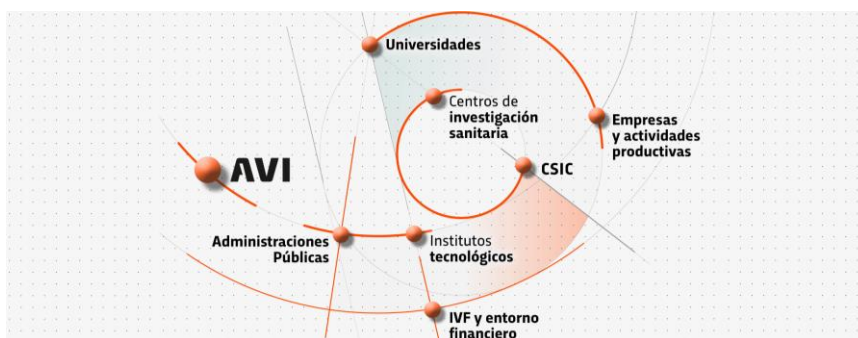 Universidades
Centros de
investigación
sanitaria
Empresas
y actividades
productivas
AVI
CSIC
Administraciones
Públicas
Institutos
tecnológicos
IVF y entorno
financiero